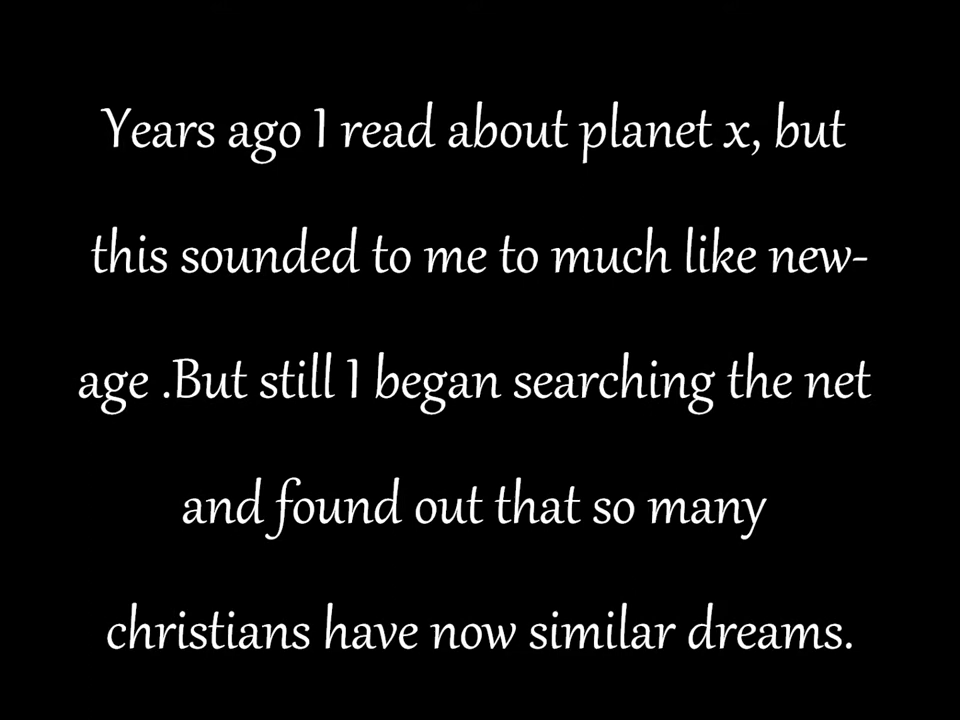 Years ago I read about planet x, but
this sounded to me to much like new-
age .But still I began searching the net
and found out that so many
christians have now similar dreams.